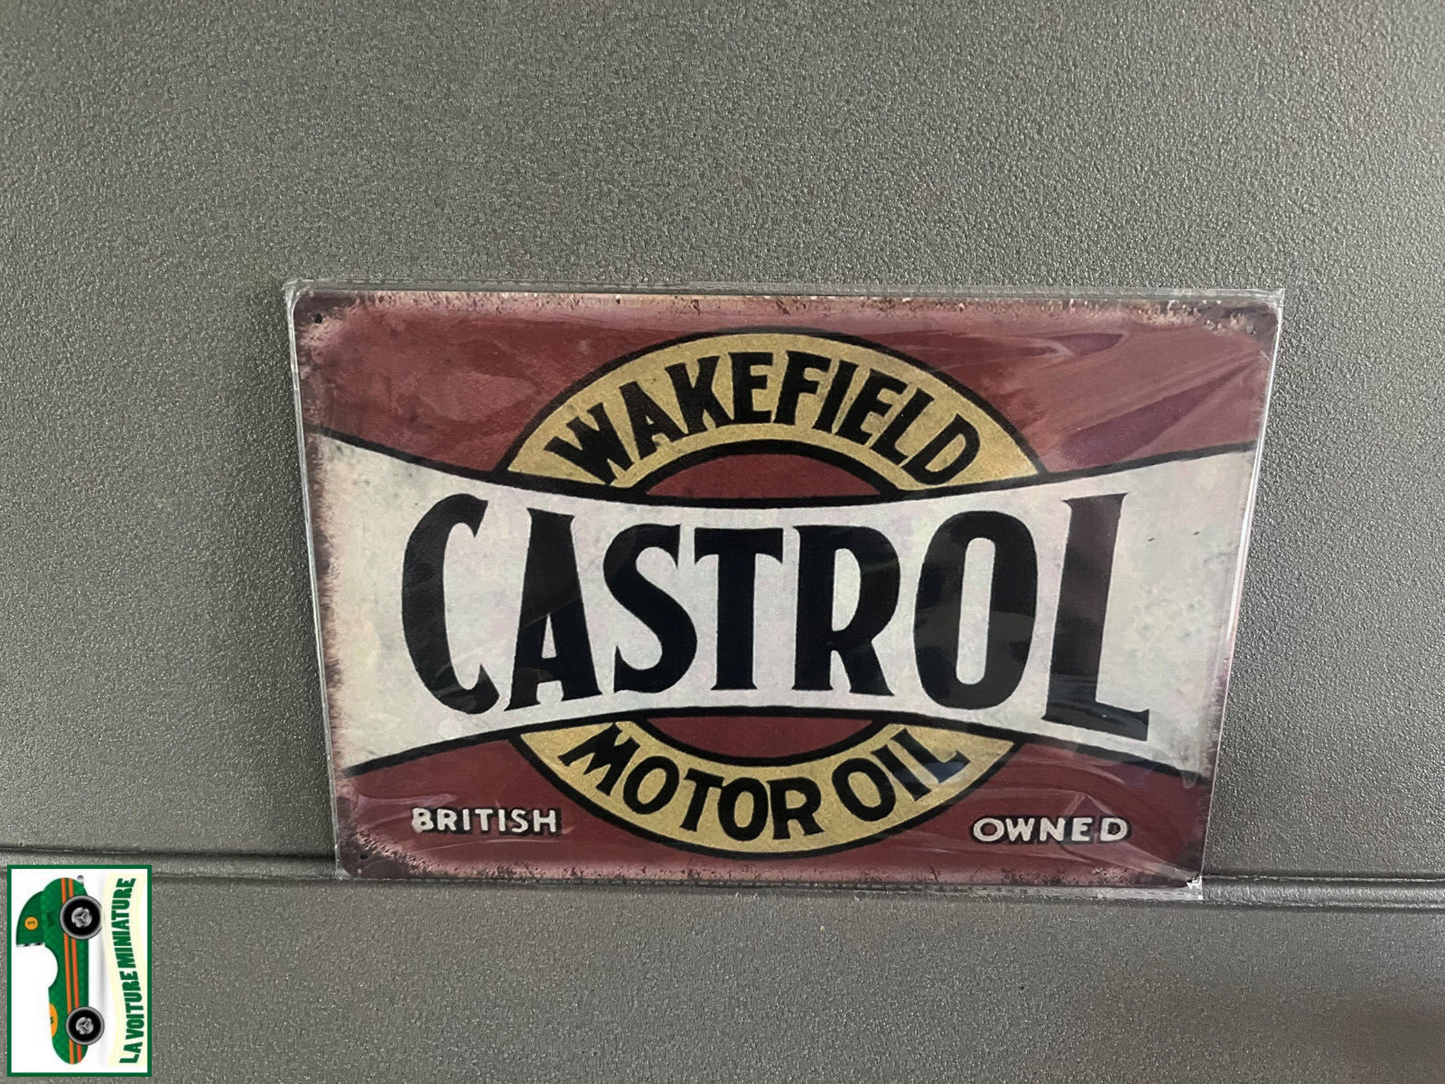 WAKEFIELD
CASTROL
MOTOR OIL
BRITISH OWNED
LA VOITURE MINIATURE